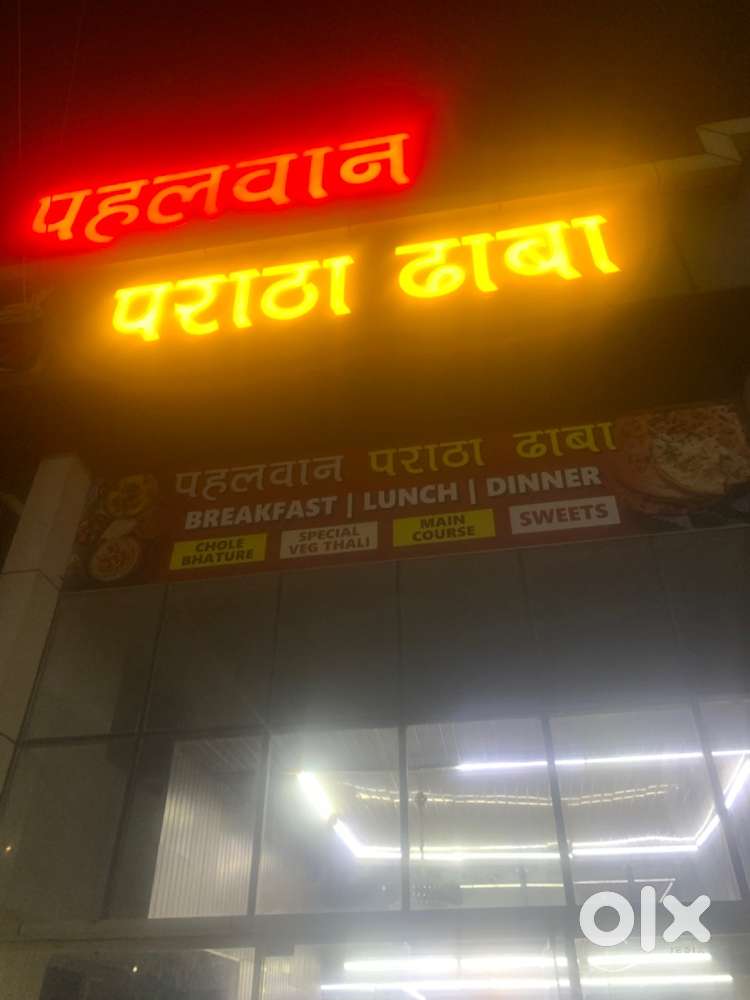 पहलवान
पराठा ढाबा
पहलवान पराठा ढाबा
BREAKFAST | LUNCH | DINNER
CHOLE BHATURE
SPECIAL VEG THALI
MAIN COURSE
SWEETS
olx